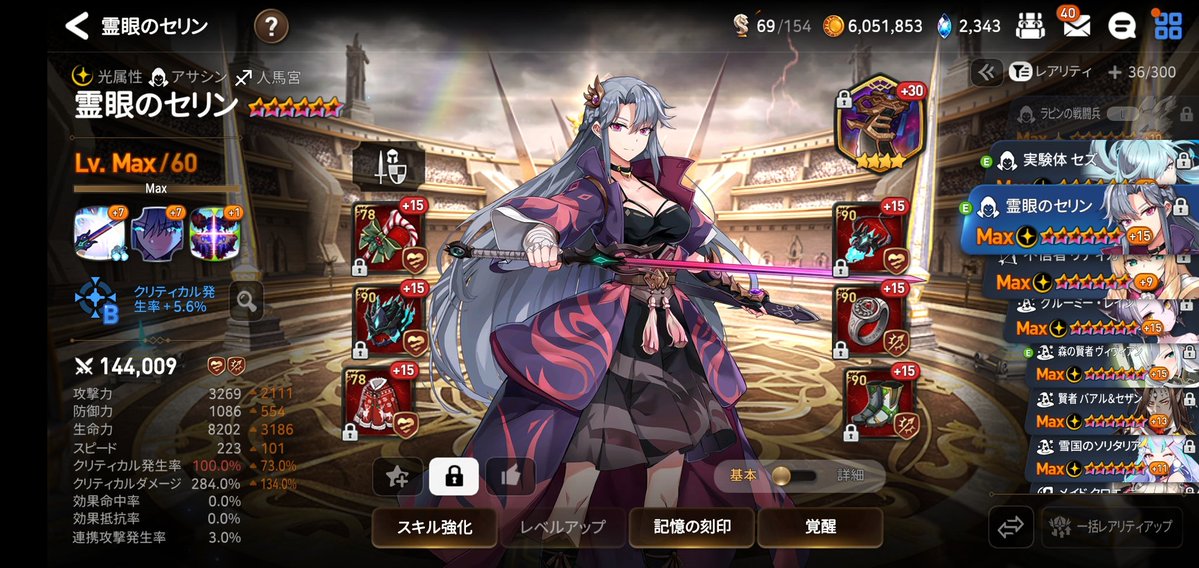 霊眼のセリン
?
69/154
6,051,853
2,343
40
光属性 アサシン 人馬宮
霊眼のセリン
Lv. Max/60
Max
+7 +7 +1
B
クリティカル発
生率+5.6%
144,009
攻撃力 3269 2111
防御力 1086 554
生命力 8202 3186
スピード 223 101
クリティカル発生率 100.0% 73.0%
クリティカルダメージ 284.0% 134.0%
効果命中率 0.0%
効果抵抗率 0.0%
連携攻撃発生率 3.0%
78 +15
90 +15
78 +15
+30
90 +15
90 +15
90 +15
基本 詳細
スキル強化
レベルアップ
記憶の刻印
覚醒
レアリティ
36/300
ラビンの戦闘兵
E 実験体 セズ
E 霊眼のセリン
Max +15
Max +9
クルーミー・レイン
Max +15
E 森の賢者 ヴィヴィアン
Max +15
賢者 バアル&セザン
Max +13
雪国のソリタリア
Max +11
一括レアリティアップ